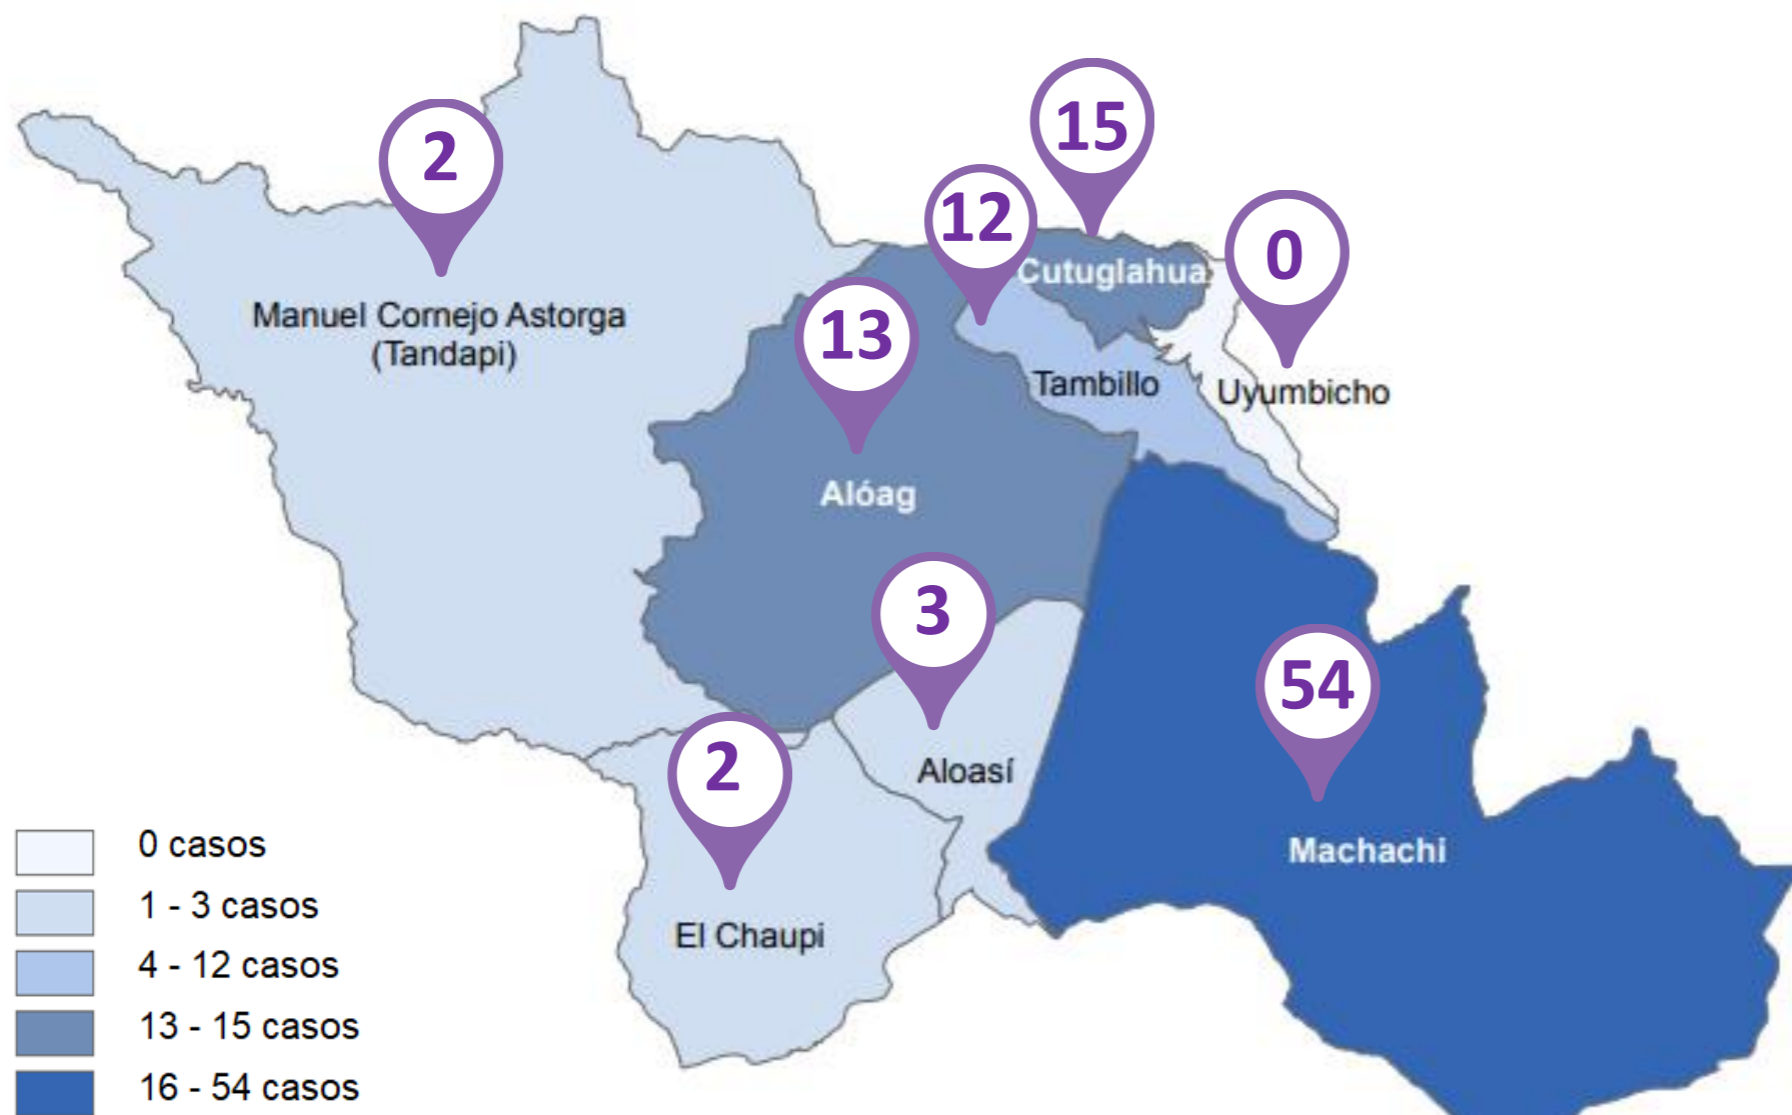 15
2
12
0
Cutuglahua
Manuel Cornejo Astorga
(Tandapi)
13
Tambillo
Uyumbicho
Alóag
3
54
2
Aloasí
Machachi
El Chaupi
0 casos
1 - 3 casos
4 - 12 casos
13 - 15 casos
16 - 54 casos